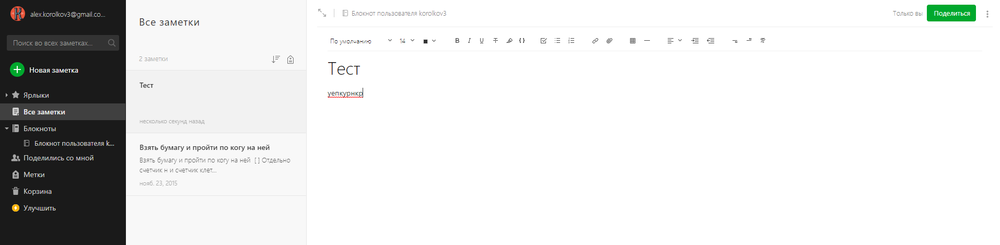 alex.korolkov3@gmail.co...
Поиск во всех заметках...
Новая заметка
Ярлыки
Все заметки
Блокноты
Блокнот пользователя k...
Поделились со мной
Метки
Корзина
Улучшить
Все заметки
2 заметки
Тест
несколько секунд назад
Взять бумагу и пройти по когу на ней
Взять бумагу и пройти по когу на ней [ ] Отдельно
счетчик н и счетчик клет...
нояб. 23, 2015
Блокнот пользователя korolkov3
Только вы
Поделиться
По умолчанию 14
Тест
уепкурнкр